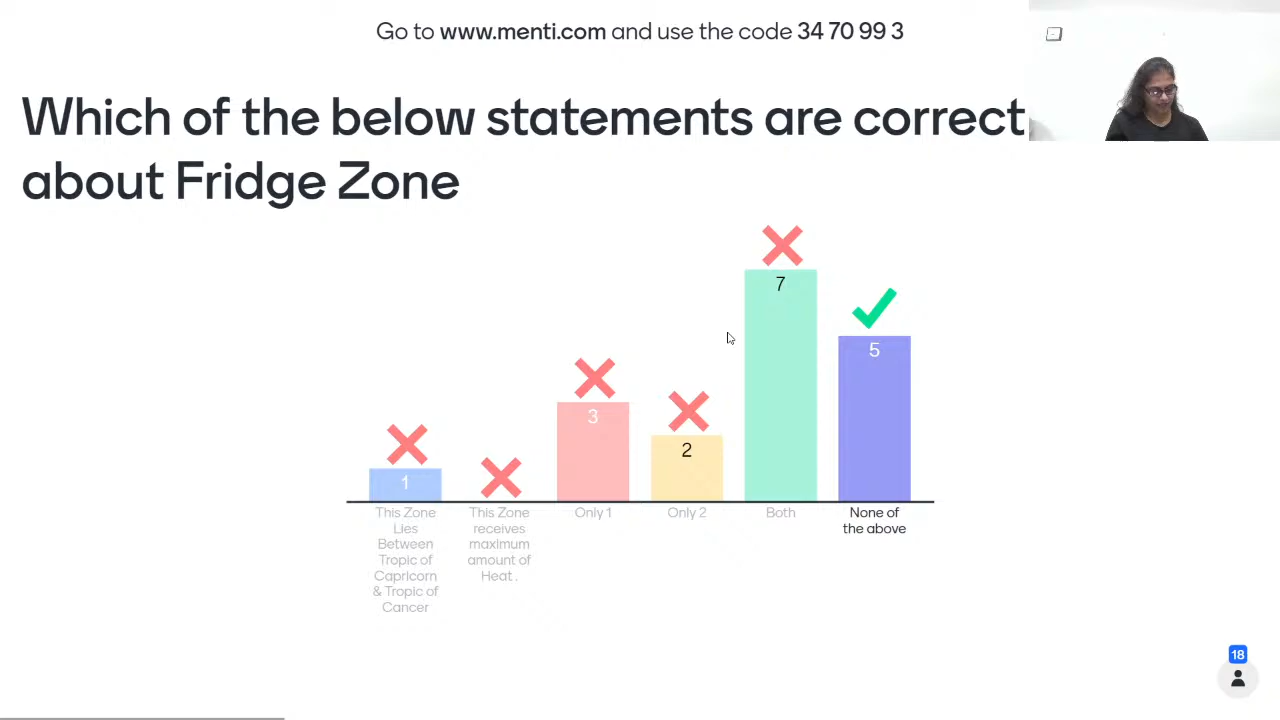 Go to www.menti.com and use the code 34 70 99 3
Which of the below statements are correct
about Fridge Zone
7
5
3
2
1
This Zone
Lies
Between
Tropic of
Capricorn
& Tropic of
Cancer
This Zone
receives
maximum
amount of
Heat .
Only 1
Only 2
Both
None of
the above
18